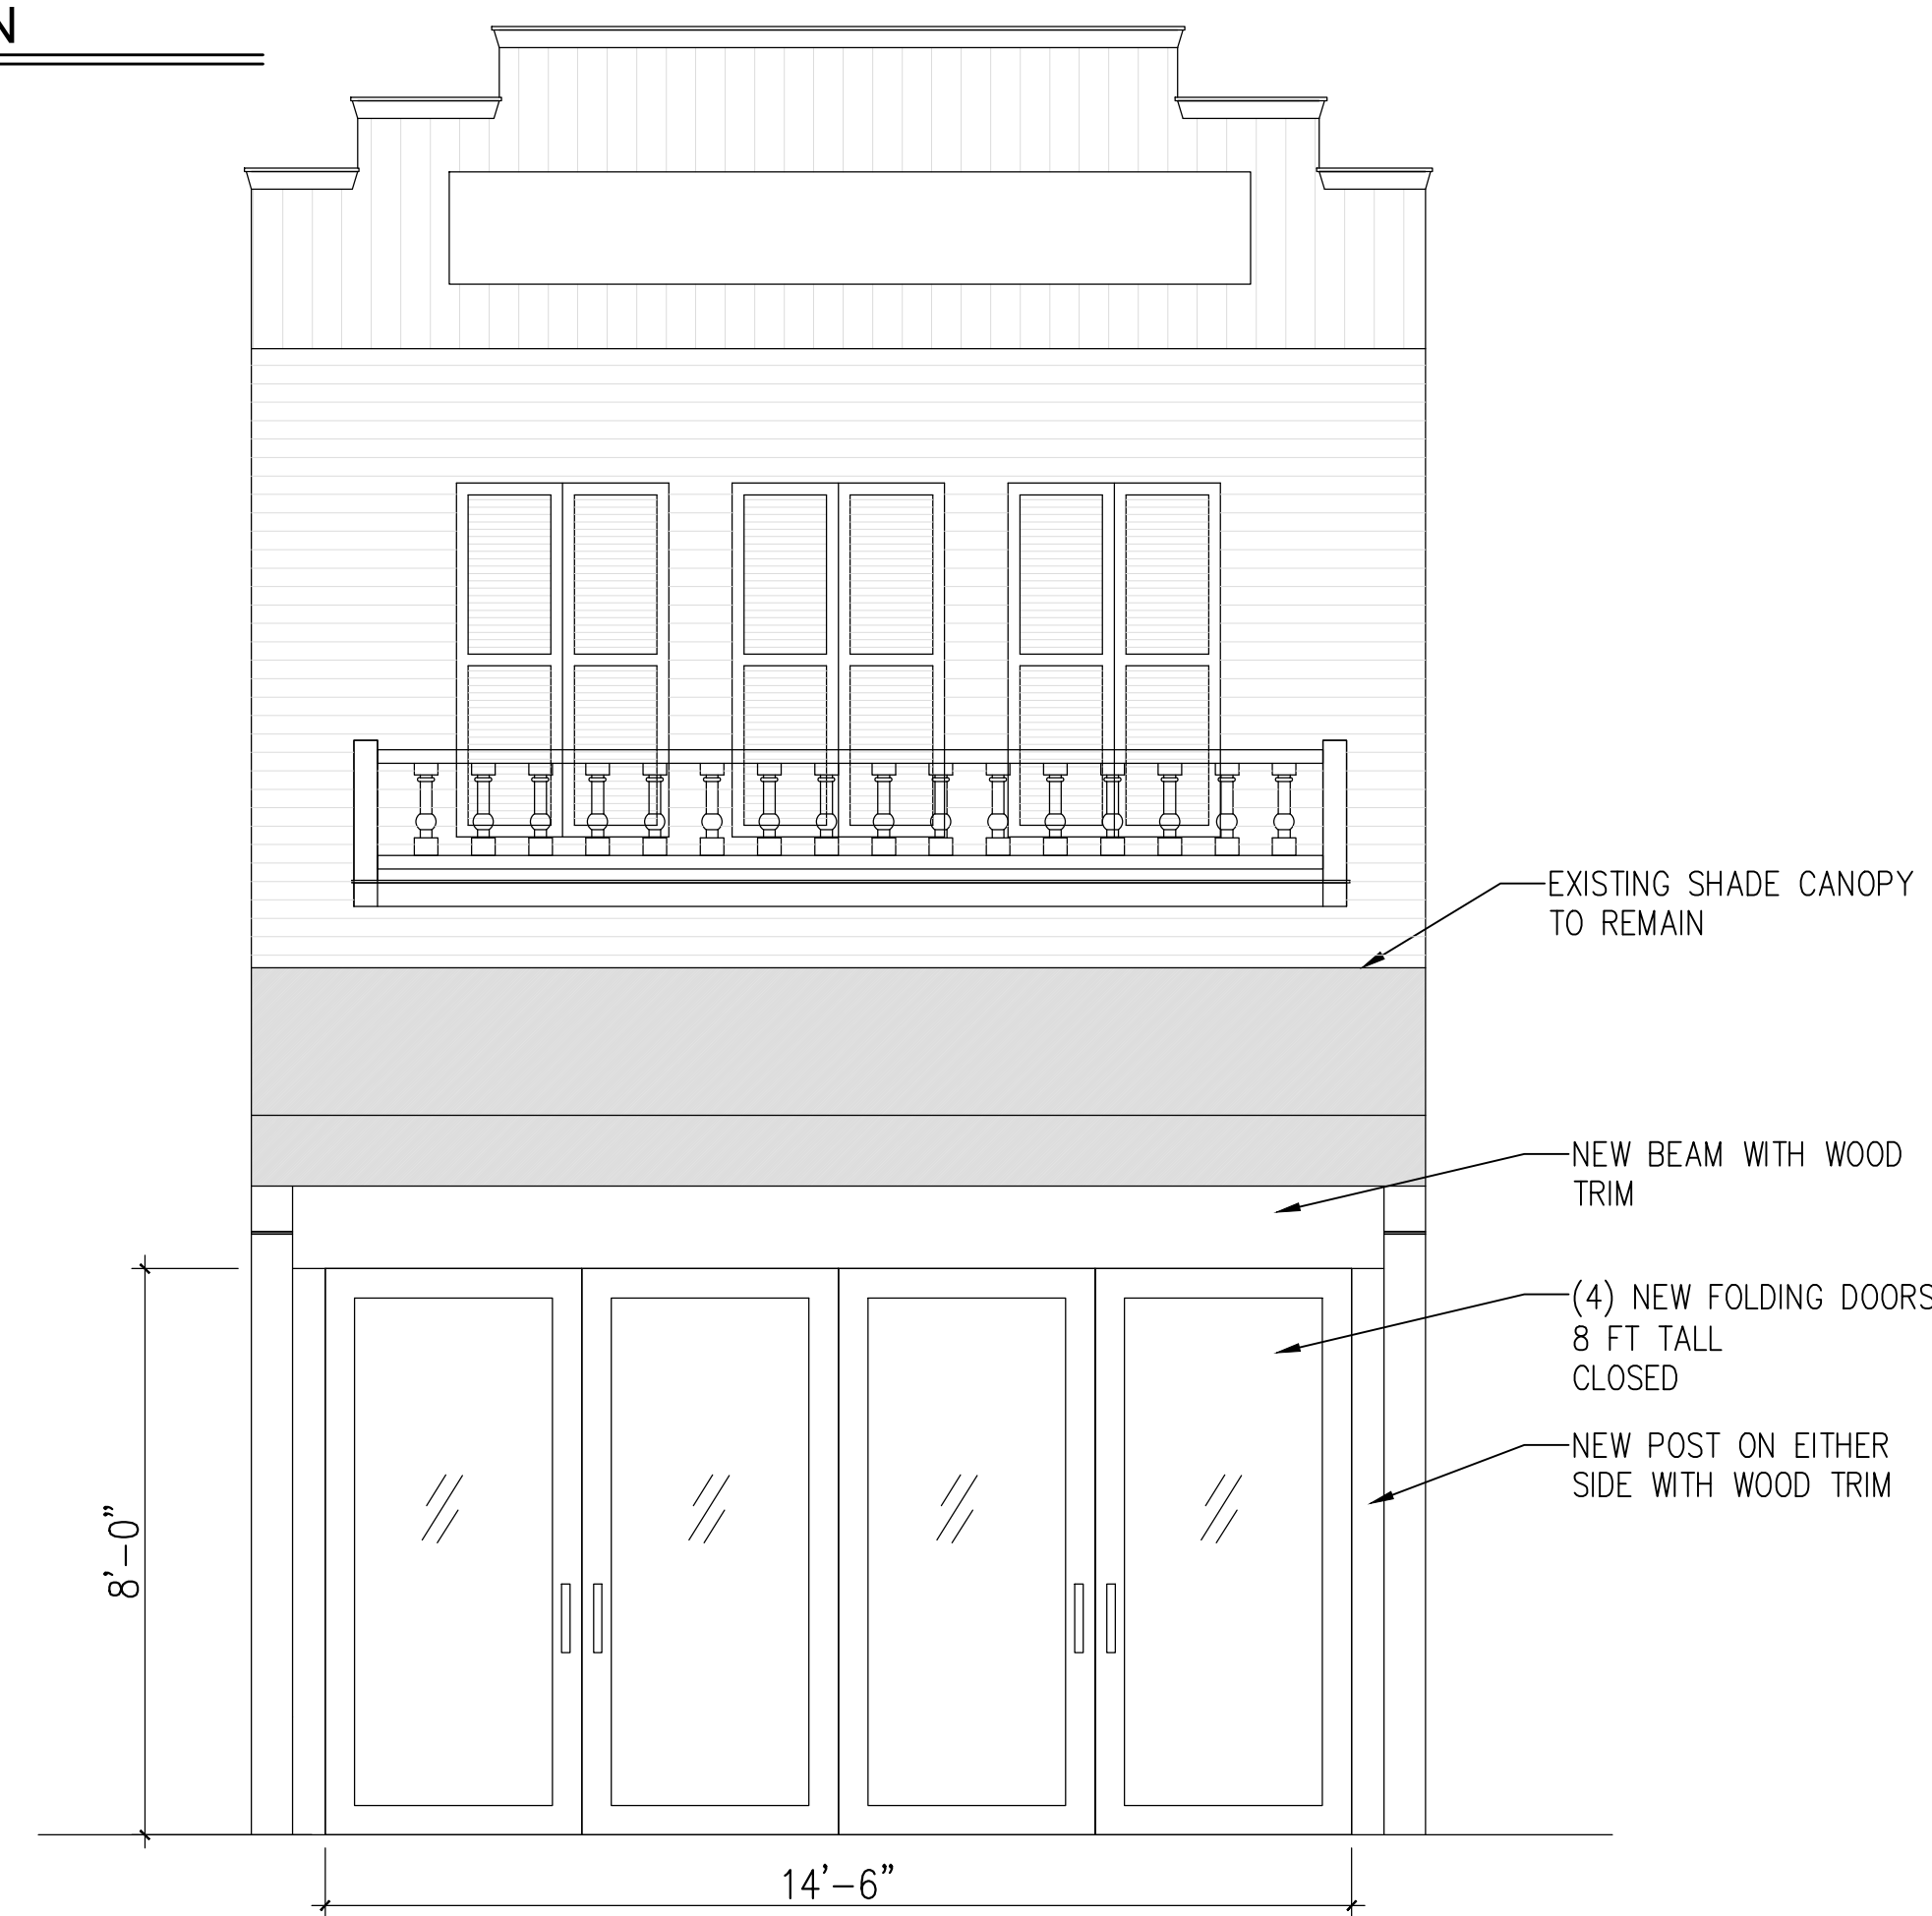 N
EXISTING SHADE CANOPY
TO REMAIN
NEW BEAM WITH WOOD
TRIM
(4) NEW FOLDING DOORS
8 FT TALL
CLOSED
NEW POST ON EITHER
SIDE WITH WOOD TRIM
8'-0"
14'-6"